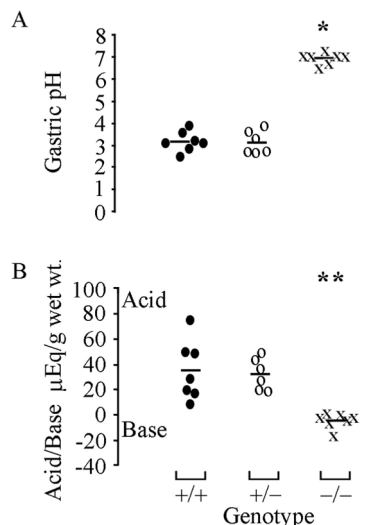 A
*
Gastric pH
8
7
6
5
4
3
2
1
0
B
**
Acid/Base µEq/g wet wt.
100
80
60
40
20
0
-20
-40
Acid
Base
+/+ +/− −/−
Genotype